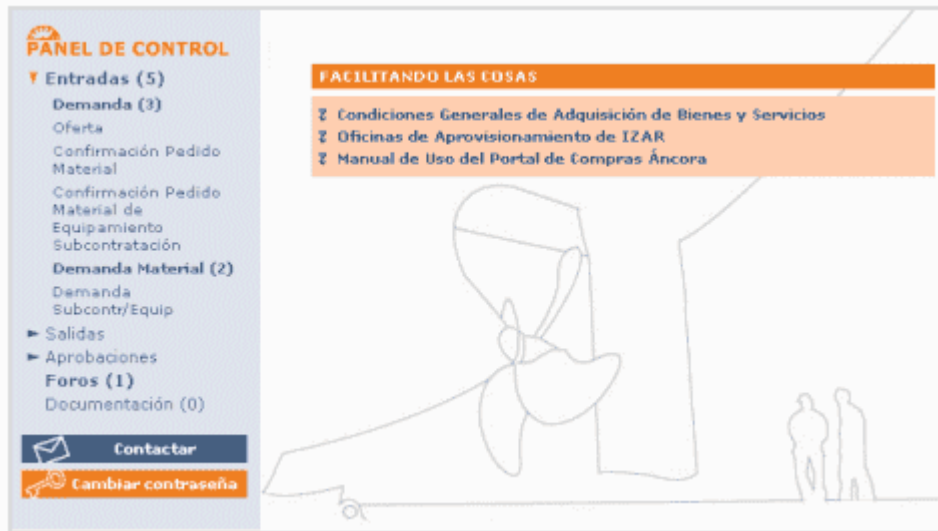 PANEL DE CONTROL
Entradas (5)
Demanda (3)
Oferta
Confirmación Pedido
Material
Confirmación Pedido
Material de
Equipamiento
Subcontratación
Demanda Material (2)
Demanda
Subcontr/Equip
Salidas
Aprobaciones
Foros (1)
Documentación (0)
Contactar
Cambiar contraseña
FACILITANDO LAS COSAS
Condiciones Generales de Adquisición de Bienes y Servicios
Oficinas de Aprovisionamiento de IZAR
Manual de Uso del Portal de Compras Áncora